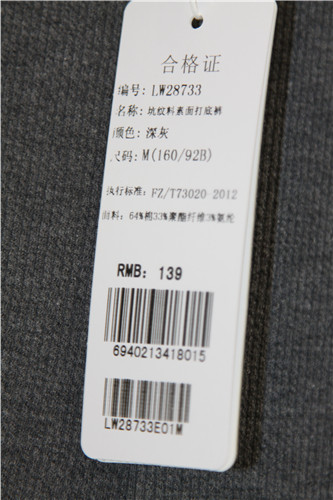 合格证
编号: LW28733
名称: 坑纹料素面打底裤
颜色: 深灰
尺码: M(160/92B)
执行标准: FZ/T73020-2012
面料: 64%棉33%聚酯纤维3%氨纶
RMB: 139
6940213418015
LW28733E01M